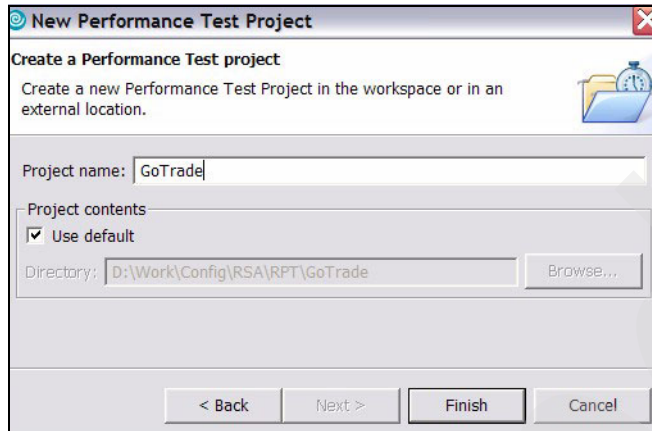 New Performance Test Project
Create a Performance Test project
Create a new Performance Test Project in the workspace or in an
external location.
Project name: GoTrade
Project contents
Use default
Directory: D:\Work\Config\RSA\RPT\GoTrade Browse...
< Back Next > Finish Cancel